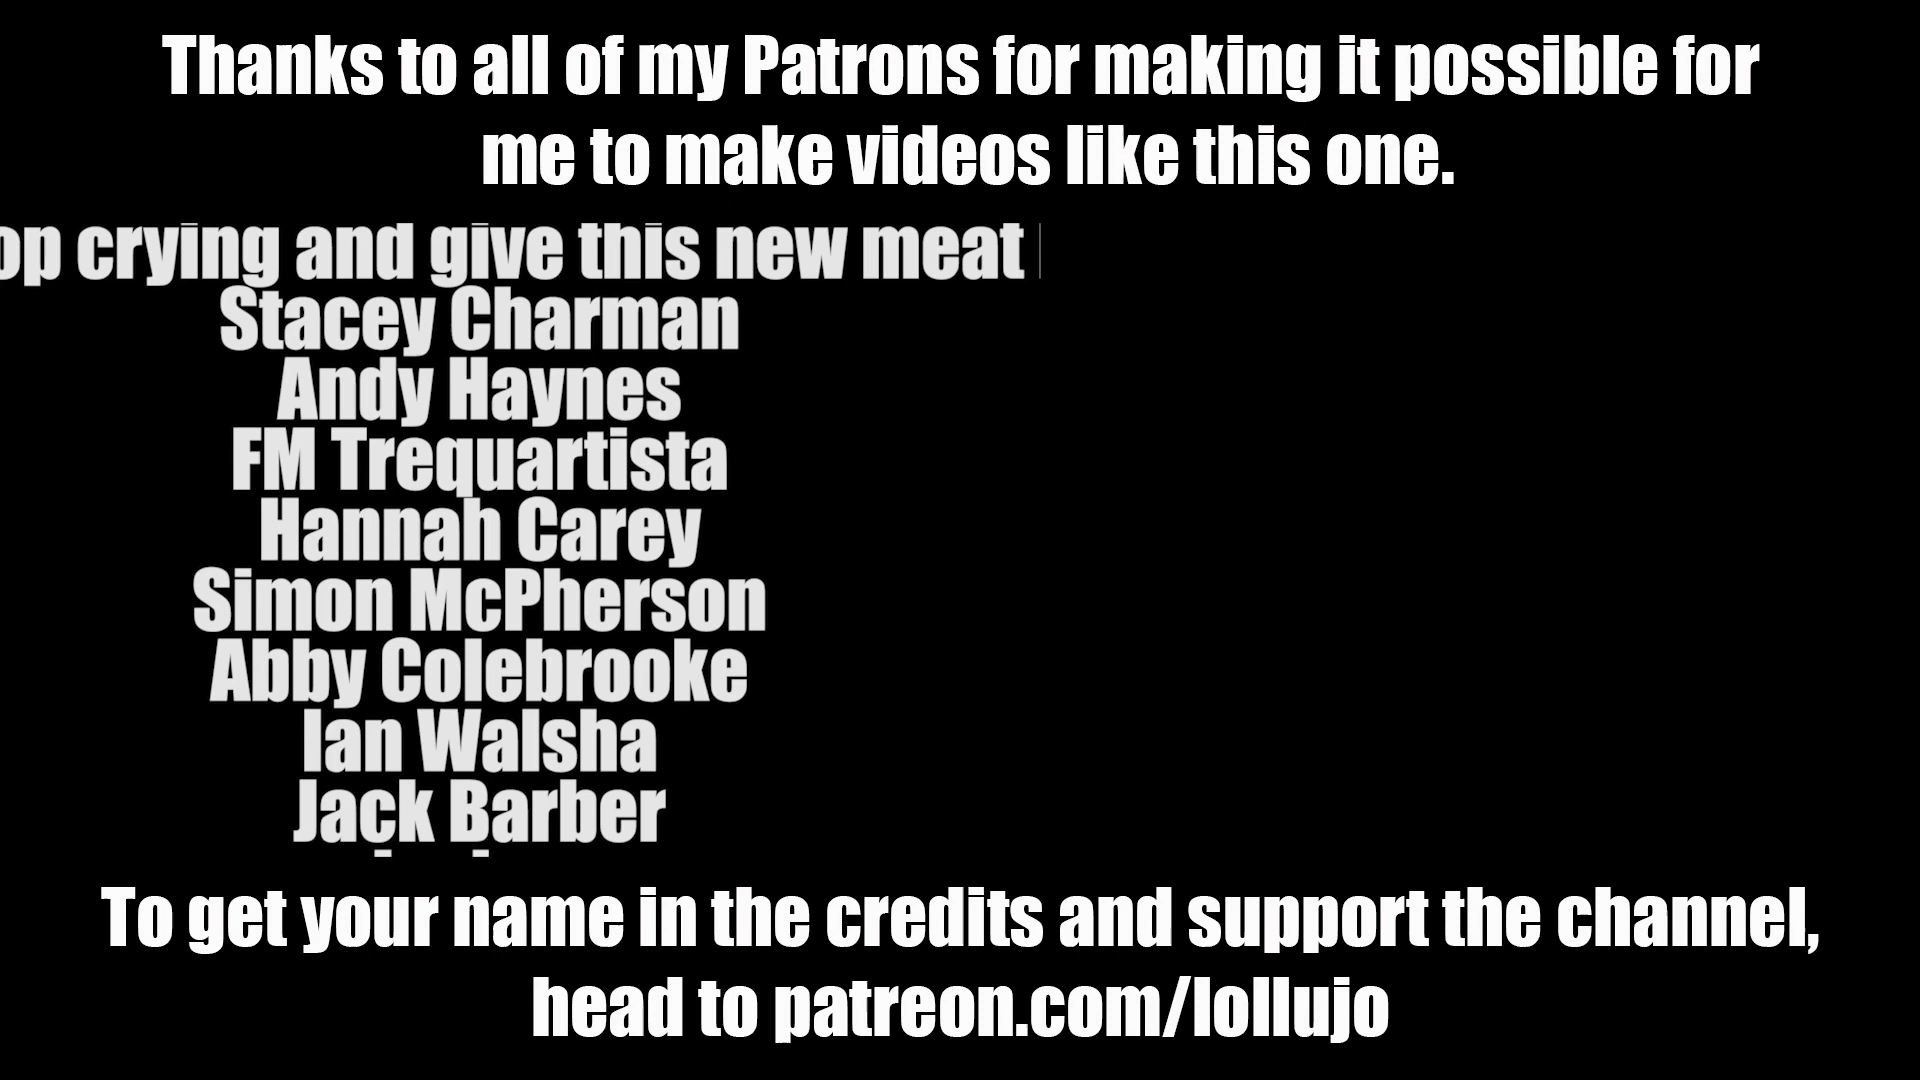 Thanks to all of my Patrons for making it possible for
me to make videos like this one.
crying and give this new meat
Stacey Charman
Andy Haynes
FM Trequartista
Hannah Carey
Simon McPherson
Abby Colebrooke
Ian Walsha
Jack Barber
To get your name in the credits and support the channel,
head to patreon.com/lollujo